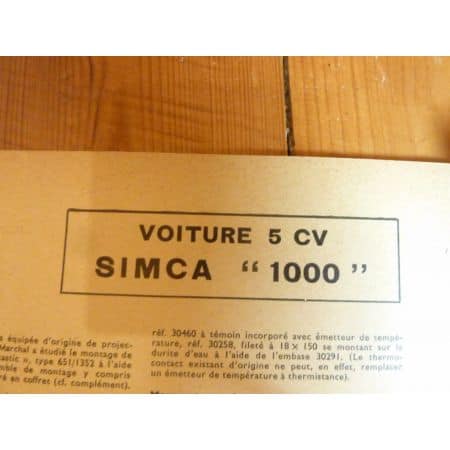 VOITURE 5 CV
SIMCA “ 1000 ”
équipée d'origine de projec-
Marchal a étudié le montage de
astic », type 651/1352 à l'aide
mble de montage y compris
ré en coffret (cf. complément).
réf. 30460 à témoin incorporé avec émetteur de tempé-
rature, réf. 30258, fileté à 18 × 150 se montant sur la
durite d'eau à l'aide de l'embase 30291. (Le thermo-
contact existant d'origine ne peut, en effet, remplacer
un émetteur de température à thermistance).